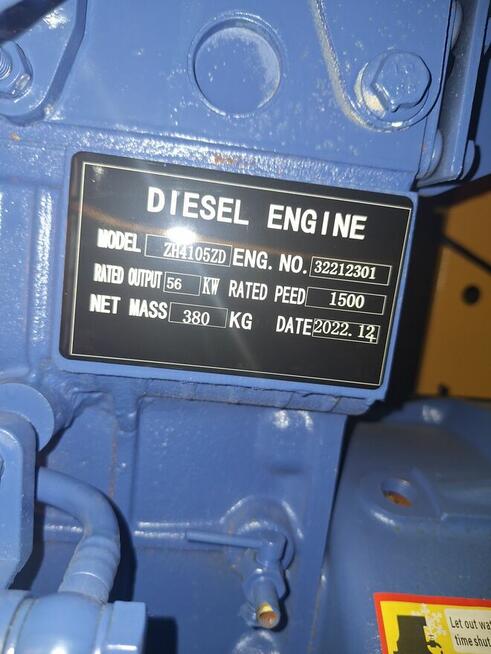 DIESEL ENGINE
MODEL ZH4105ZD ENG. NO. 32212301
RATED OUTPUT 56 KW RATED PEED 1500
NET MASS 380 KG DATE 2022.12
Let out wat
time shut